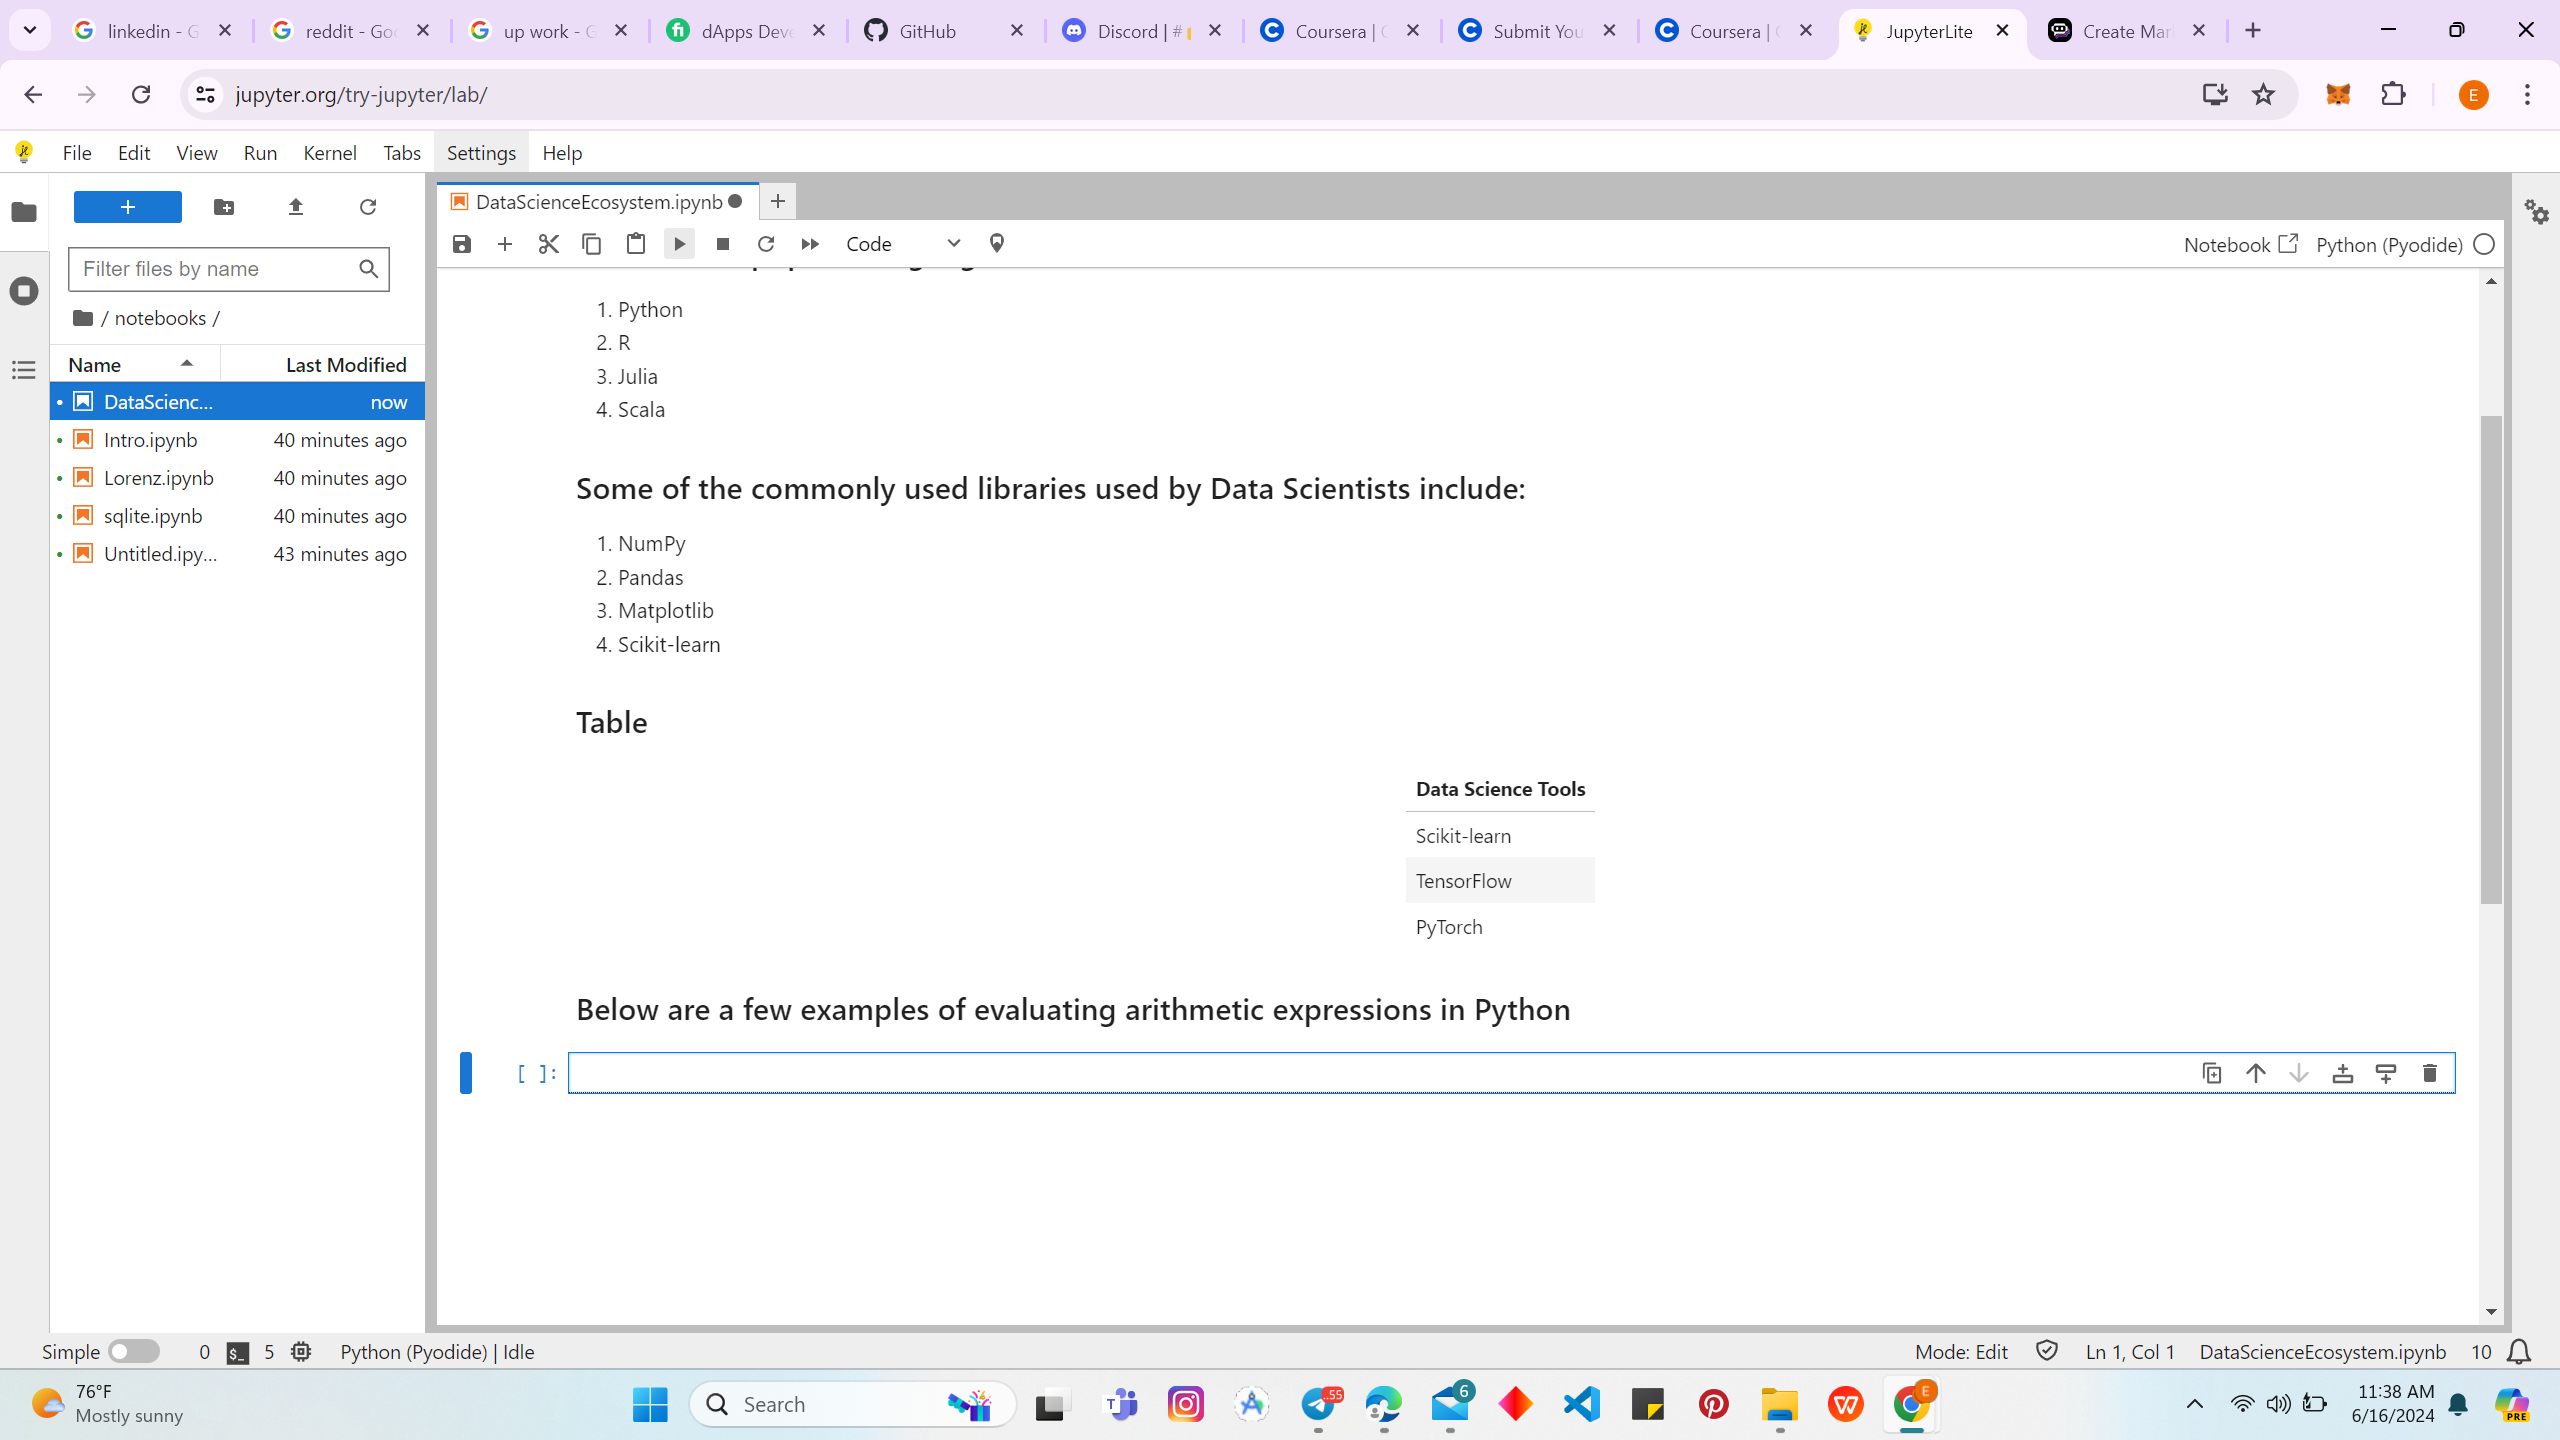 linkedin - G
reddit - Goo
up work - G
dApps Deve
GitHub
Discord | #
Coursera | C
Submit You
Coursera | C
JupyterLite
Create Mar
jupyter.org/try-jupyter/lab/
E
File Edit View Run Kernel Tabs Settings Help
DataScienceEcosystem.ipynb
Code
Notebook
Python (Pyodide)
Filter files by name
/ notebooks /
Name Last Modified
DataScienc... now
Intro.ipynb 40 minutes ago
Lorenz.ipynb 40 minutes ago
sqlite.ipynb 40 minutes ago
Untitled.ipy... 43 minutes ago
1. Python
2. R
3. Julia
4. Scala
Some of the commonly used libraries used by Data Scientists include:
1. NumPy
2. Pandas
3. Matplotlib
4. Scikit-learn
Table
Data Science Tools
Scikit-learn
TensorFlow
PyTorch
Below are a few examples of evaluating arithmetic expressions in Python
[ ]:
Simple 0 $_ 5 Python (Pyodide) | Idle
Mode: Edit Ln 1, Col 1 DataScienceEcosystem.ipynb 10
76°F
Mostly sunny
Search
..55
6
E
11:38 AM
6/16/2024
PRE